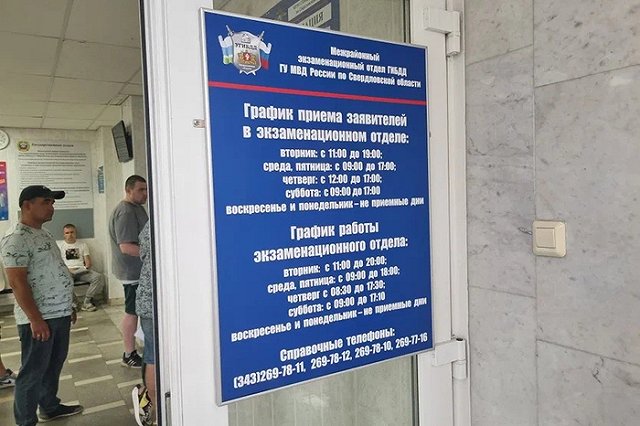 УГИБДД
Межрайонный
экзаменационный отдел ГИБДД
ГУ МВД России по Свердловской области
График приема заявителей
в экзаменационном отделе:
вторник: с 11:00 до 19:00;
среда, пятница: с 09:00 до 17:00;
четверг: с 12:00 до 17:00;
суббота: с 09:00 до 17:00
воскресенье и понедельник – не приемные дни
График работы
экзаменационного отдела:
вторник: с 11:00 до 20:00;
среда, пятница: с 09:00 до 18:00;
четверг с 08:30 до 17:30;
суббота: с 09:00 до 17:10
воскресенье и понедельник – не приемные дни
Справочные телефоны:
(343)269-78-11, 269-78-12, 269-78-10, 269-77-16
Государственные услуги